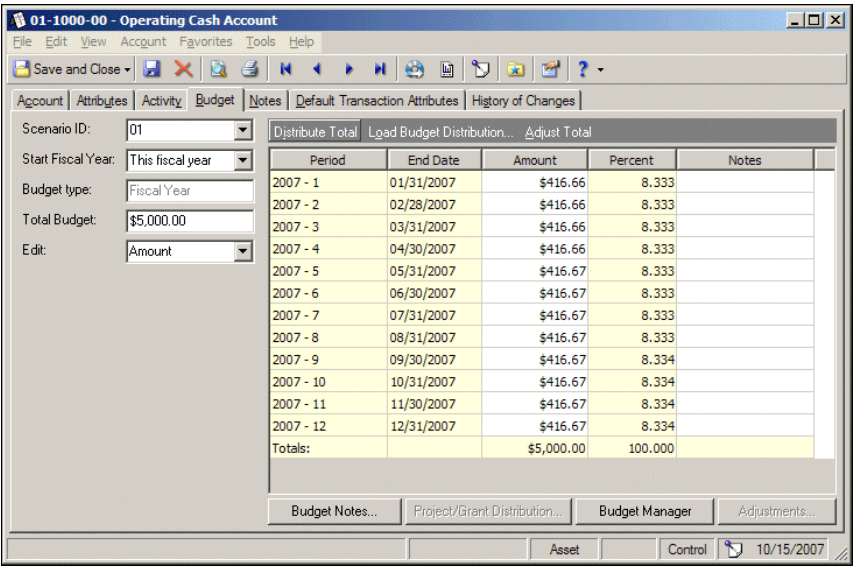 01-1000-00 - Operating Cash Account
File Edit View Account Favorites Tools Help
Save and Close
Account Attributes Activity Budget Notes Default Transaction Attributes History of Changes
Scenario ID: 01
Start Fiscal Year: This fiscal year
Budget type: Fiscal Year
Total Budget: $5,000.00
Edit: Amount
Distribute Total Load Budget Distribution... Adjust Total
Period End Date Amount Percent Notes
2007 - 1 01/31/2007 $416.66 8.333
2007 - 2 02/28/2007 $416.66 8.333
2007 - 3 03/31/2007 $416.66 8.333
2007 - 4 04/30/2007 $416.66 8.333
2007 - 5 05/31/2007 $416.67 8.333
2007 - 6 06/30/2007 $416.67 8.333
2007 - 7 07/31/2007 $416.67 8.333
2007 - 8 08/31/2007 $416.67 8.333
2007 - 9 09/30/2007 $416.67 8.334
2007 - 10 10/31/2007 $416.67 8.334
2007 - 11 11/30/2007 $416.67 8.334
2007 - 12 12/31/2007 $416.67 8.334
Totals: $5,000.00 100.000
Budget Notes... Project/Grant Distribution... Budget Manager Adjustments...
Asset Control 10/15/2007